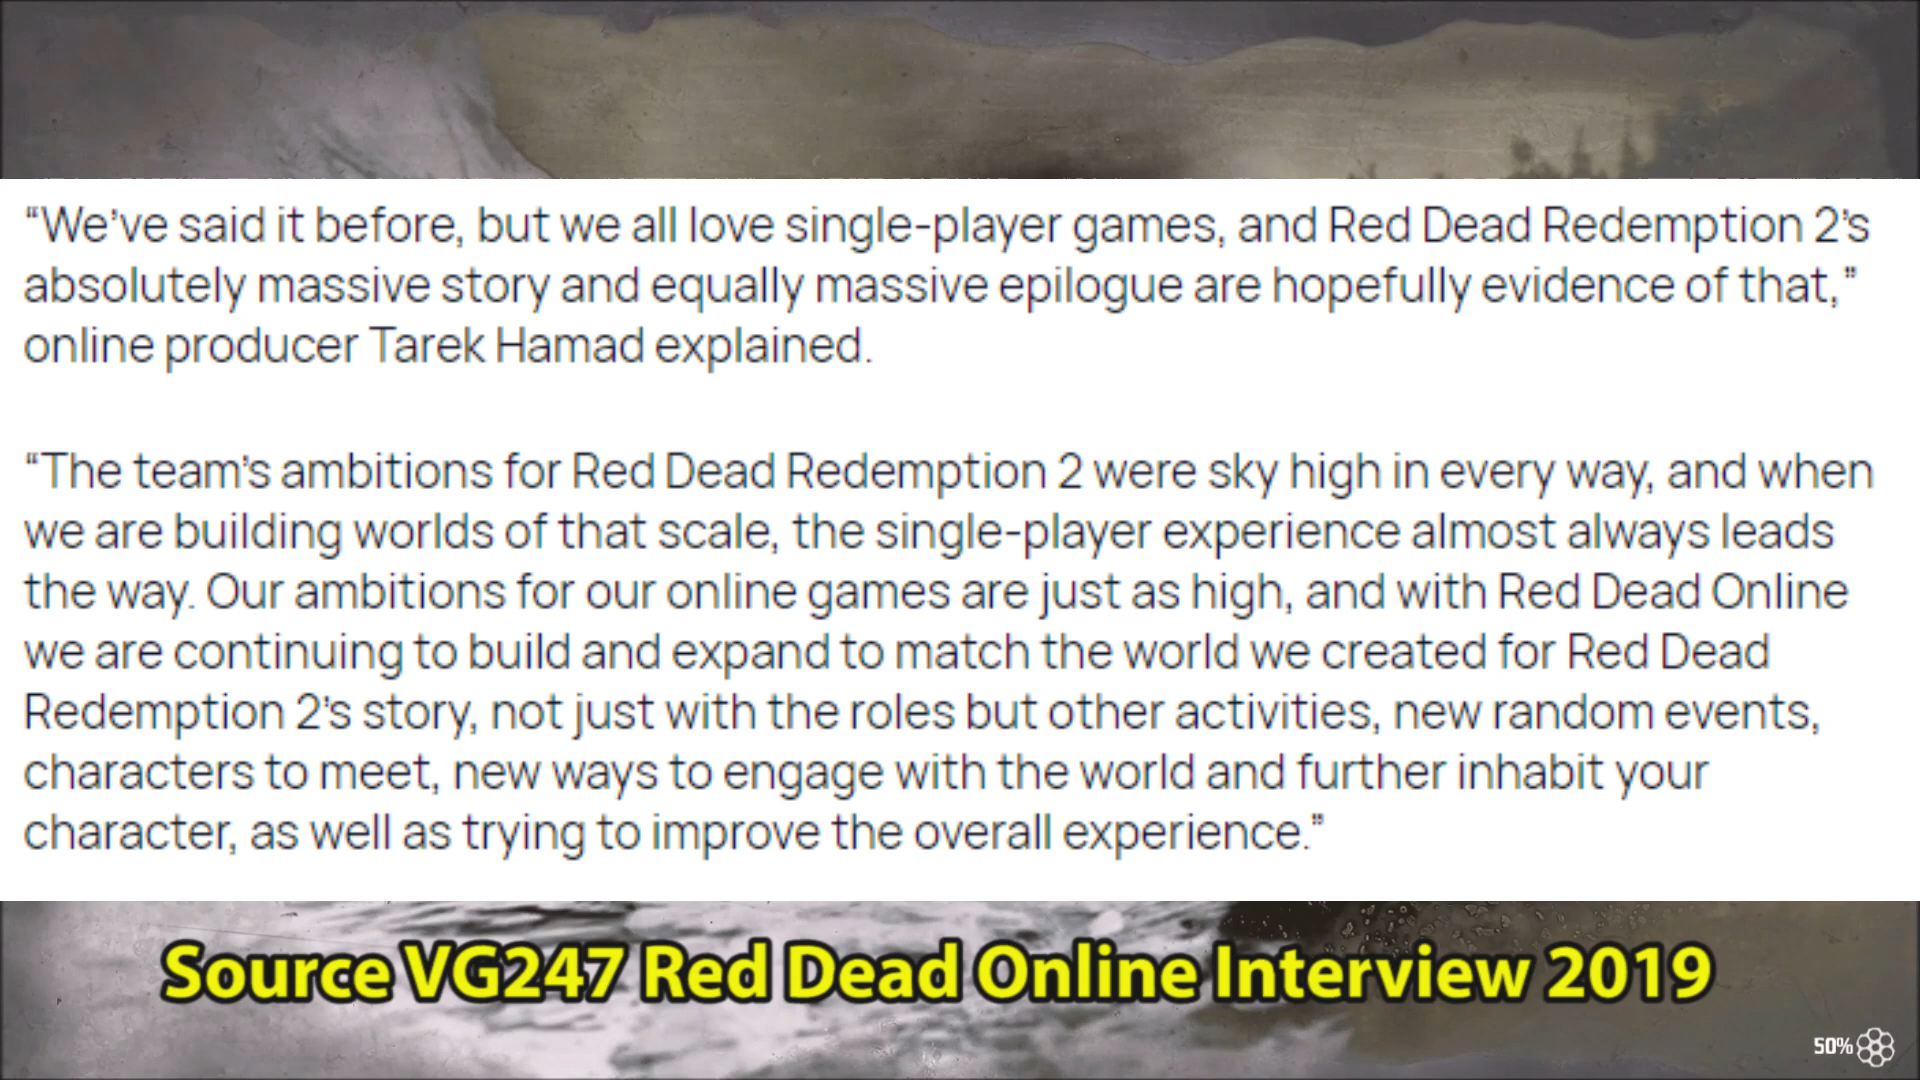 “We’ve said it before, but we all love single-player games, and Red Dead Redemption 2’s
absolutely massive story and equally massive epilogue are hopefully evidence of that,”
online producer Tarek Hamad explained.
“The team’s ambitions for Red Dead Redemption 2 were sky high in every way, and when
we are building worlds of that scale, the single-player experience almost always leads
the way. Our ambitions for our online games are just as high, and with Red Dead Online
we are continuing to build and expand to match the world we created for Red Dead
Redemption 2’s story, not just with the roles but other activities, new random events,
characters to meet, new ways to engage with the world and further inhabit your
character, as well as trying to improve the overall experience.”
Source VG247 Red Dead Online Interview 2019
50%